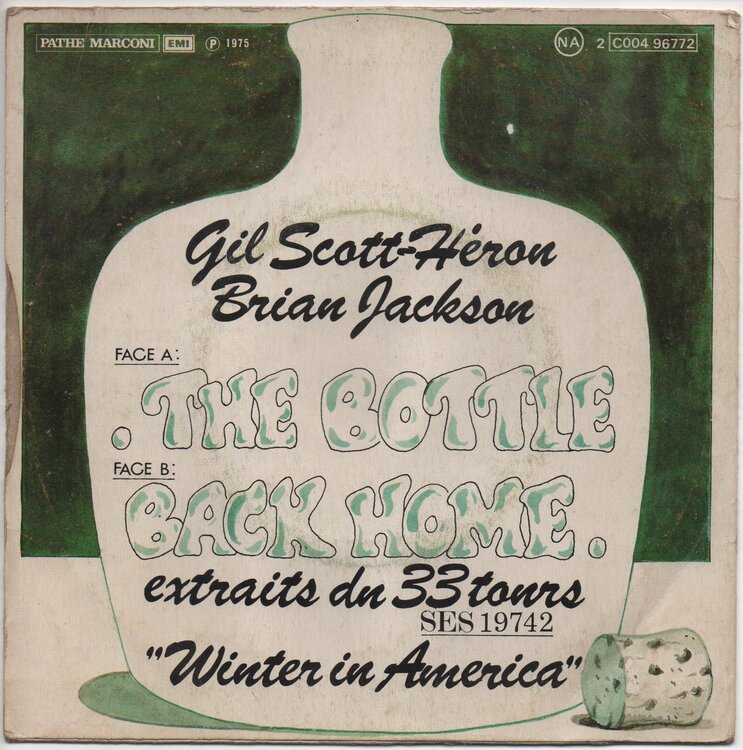 PATHE MARCONI EMI ℗ 1975
NA 2 C004 96772
Gil Scott-Héron
Brian Jackson
FACE A:
. THE BOTTLE
FACE B:
BACK HOME.
extraits du 33 tours
SES 19742
"Winter in America"